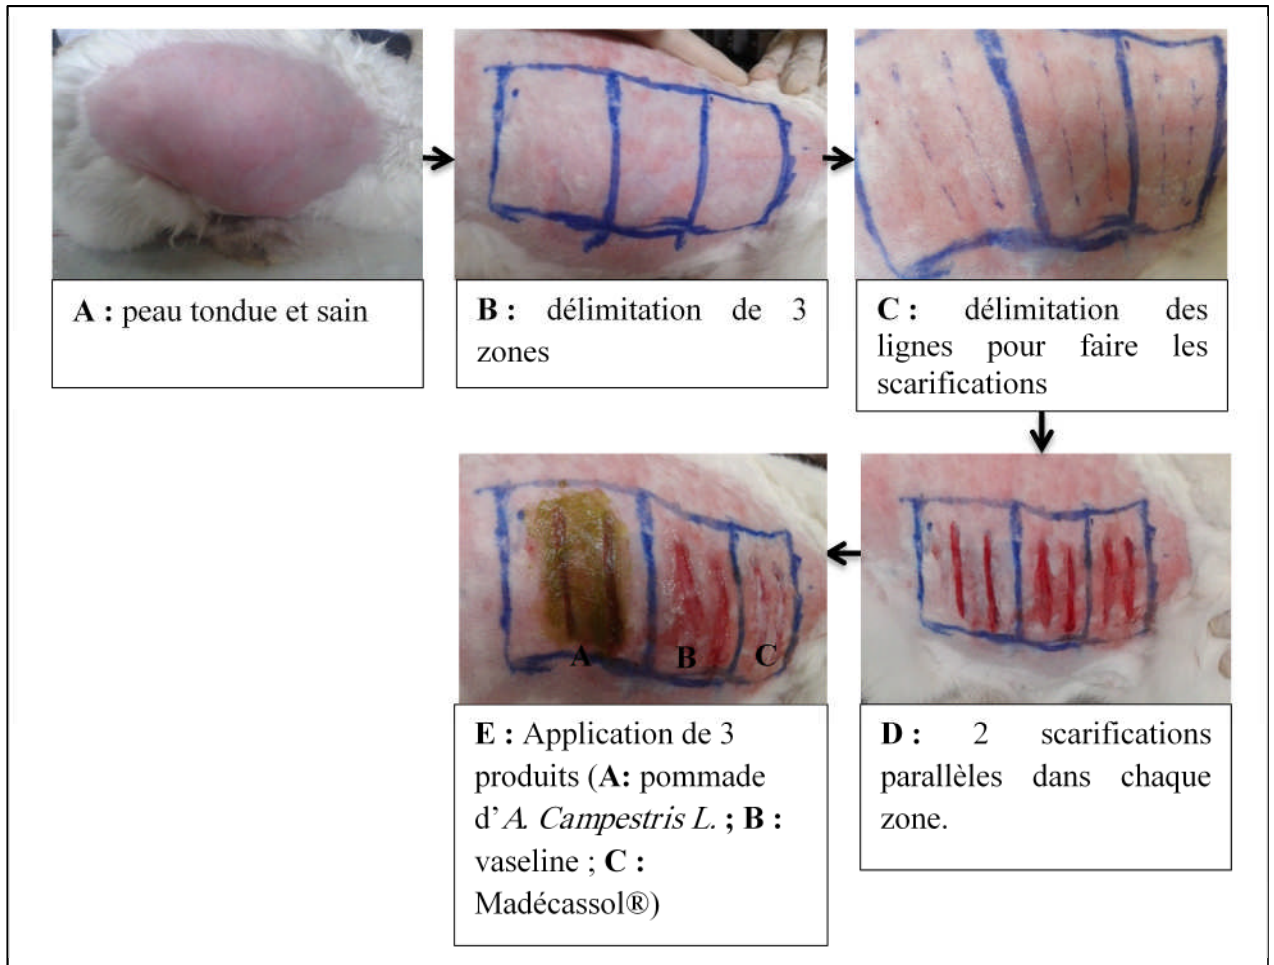 A : peau tondue et sain
B : délimitation de 3
zones
C : délimitation des
lignes pour faire les
scarifications
A
B
C
E : Application de 3
produits (A: pommade
d’A. Campestris L. ; B :
vaseline ; C :
Madécassol®)
D : 2 scarifications
parallèles dans chaque
zone.